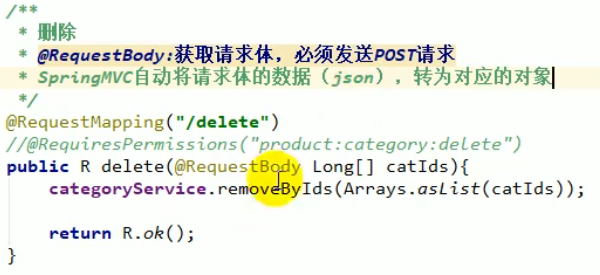 /**
* 删除
* @RequestBody:获取请求体，必须发送POST请求
* SpringMVC自动将请求体的数据（json），转为对应的对象
*/
@RequestMapping("/delete")
//@RequiresPermissions("product:category:delete")
public R delete(@RequestBody Long[] catIds){
categoryService.removeByIds(Arrays.asList(catIds));
return R.ok();
}